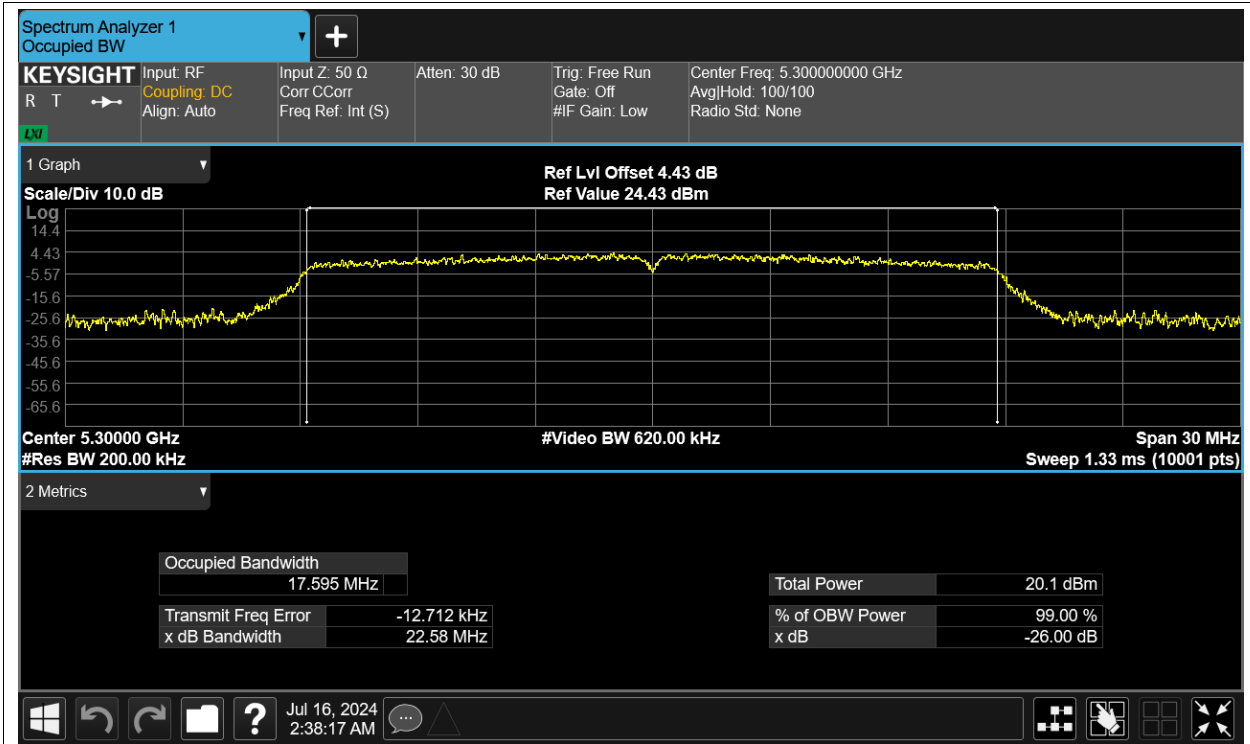 Spectrum Analyzer 1
Occupied BW
KEYSIGHT
R T
LXI
Input: RF
Coupling: DC
Align: Auto
Input Z: 50 Ω
Corr CCorr
Freq Ref: Int (S)
Atten: 30 dB
Trig: Free Run
Gate: Off
#IF Gain: Low
Center Freq: 5.300000000 GHz
Avg|Hold: 100/100
Radio Std: None
1 Graph
Scale/Div 10.0 dB
Ref Lvl Offset 4.43 dB
Ref Value 24.43 dBm
Log
14.4
4.43
-5.57
-15.6
-25.6
-35.6
-45.6
-55.6
-65.6
Center 5.30000 GHz
#Res BW 200.00 kHz
#Video BW 620.00 kHz
Span 30 MHz
Sweep 1.33 ms (10001 pts)
2 Metrics
Occupied Bandwidth
17.595 MHz
Transmit Freq Error -12.712 kHz
x dB Bandwidth 22.58 MHz
Total Power 20.1 dBm
% of OBW Power 99.00 %
x dB -26.00 dB
?
Jul 16, 2024
2:38:17 AM